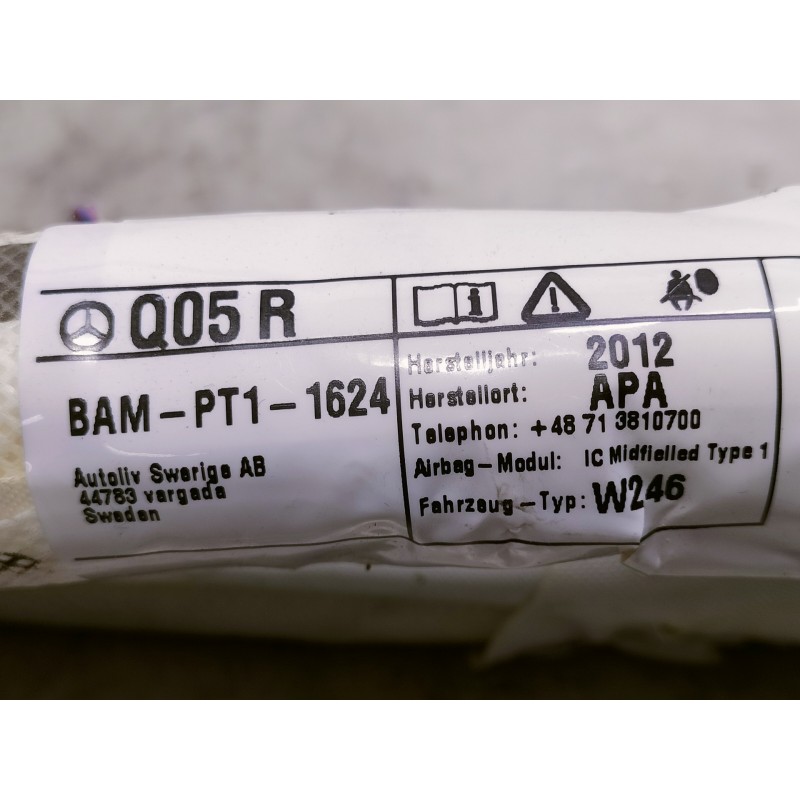 Q05 R
BAM-PT1-1624
Autoliv Swerige AB
44783 vargada
Sweden
Herstelljahr: 2012
Herstellort: APA
Telephon: +48 71 3810700
Airbag-Modul: IC Midfielled Type 1
Fahrzeug-Typ: W246